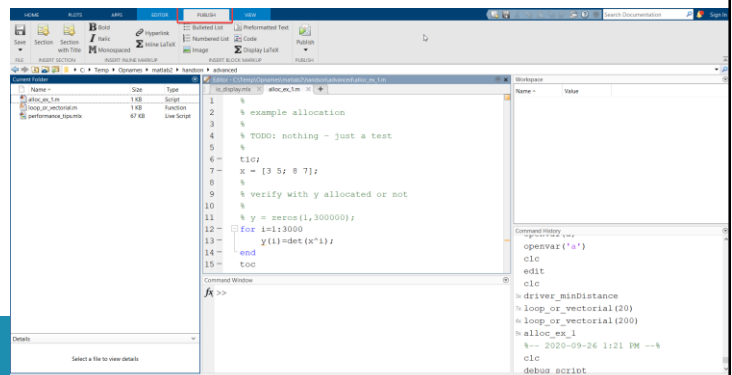 HOME PLOTS APPS EDITOR PUBLISH VIEW Search Documentation Sign In
Save Section Section with Title B Bold I Italic M Monospaced Hyperlink Σ Inline LaTeX Bulleted List Numbered List Image Preformatted Text Code Σ Display LaTeX Publish
FILE INSERT SECTION INSERT INLINE MARKUP INSERT BLOCK MARKUP PUBLISH
C: Temp Opnames matlab2 handson advanced
Current Folder
Name Size Type
alloc_ex_1.m 1 KB Script
loop_or_vectorial.m 1 KB Function
performance_tips.mlx 67 KB Live Script
Details
Select a file to view details
Editor - C:\Temp\Opnames\matlab2\handson\advanced\alloc_ex_1.m
io_display.mlx alloc_ex_1.m
1 %
2 % example allocation
3 %
4 % TODO: nothing - just a test
5 %
6 tic;
7 x = [3 5; 8 7];
8 %
9 % verify with y allocated or not
10 %
11 % y = zeros(1,300000);
12 for i=1:3000
13 y(i)=det(x^i);
14 end
15 toc
Command Window
fx >>
Workspace
Name Value
Command History
openvar('a')
clc
edit
clc
driver_minDistance
loop_or_vectorial(20)
loop_or_vectorial(200)
alloc_ex_1
%-- 2020-09-26 1:21 PM --%
clc
debug_script